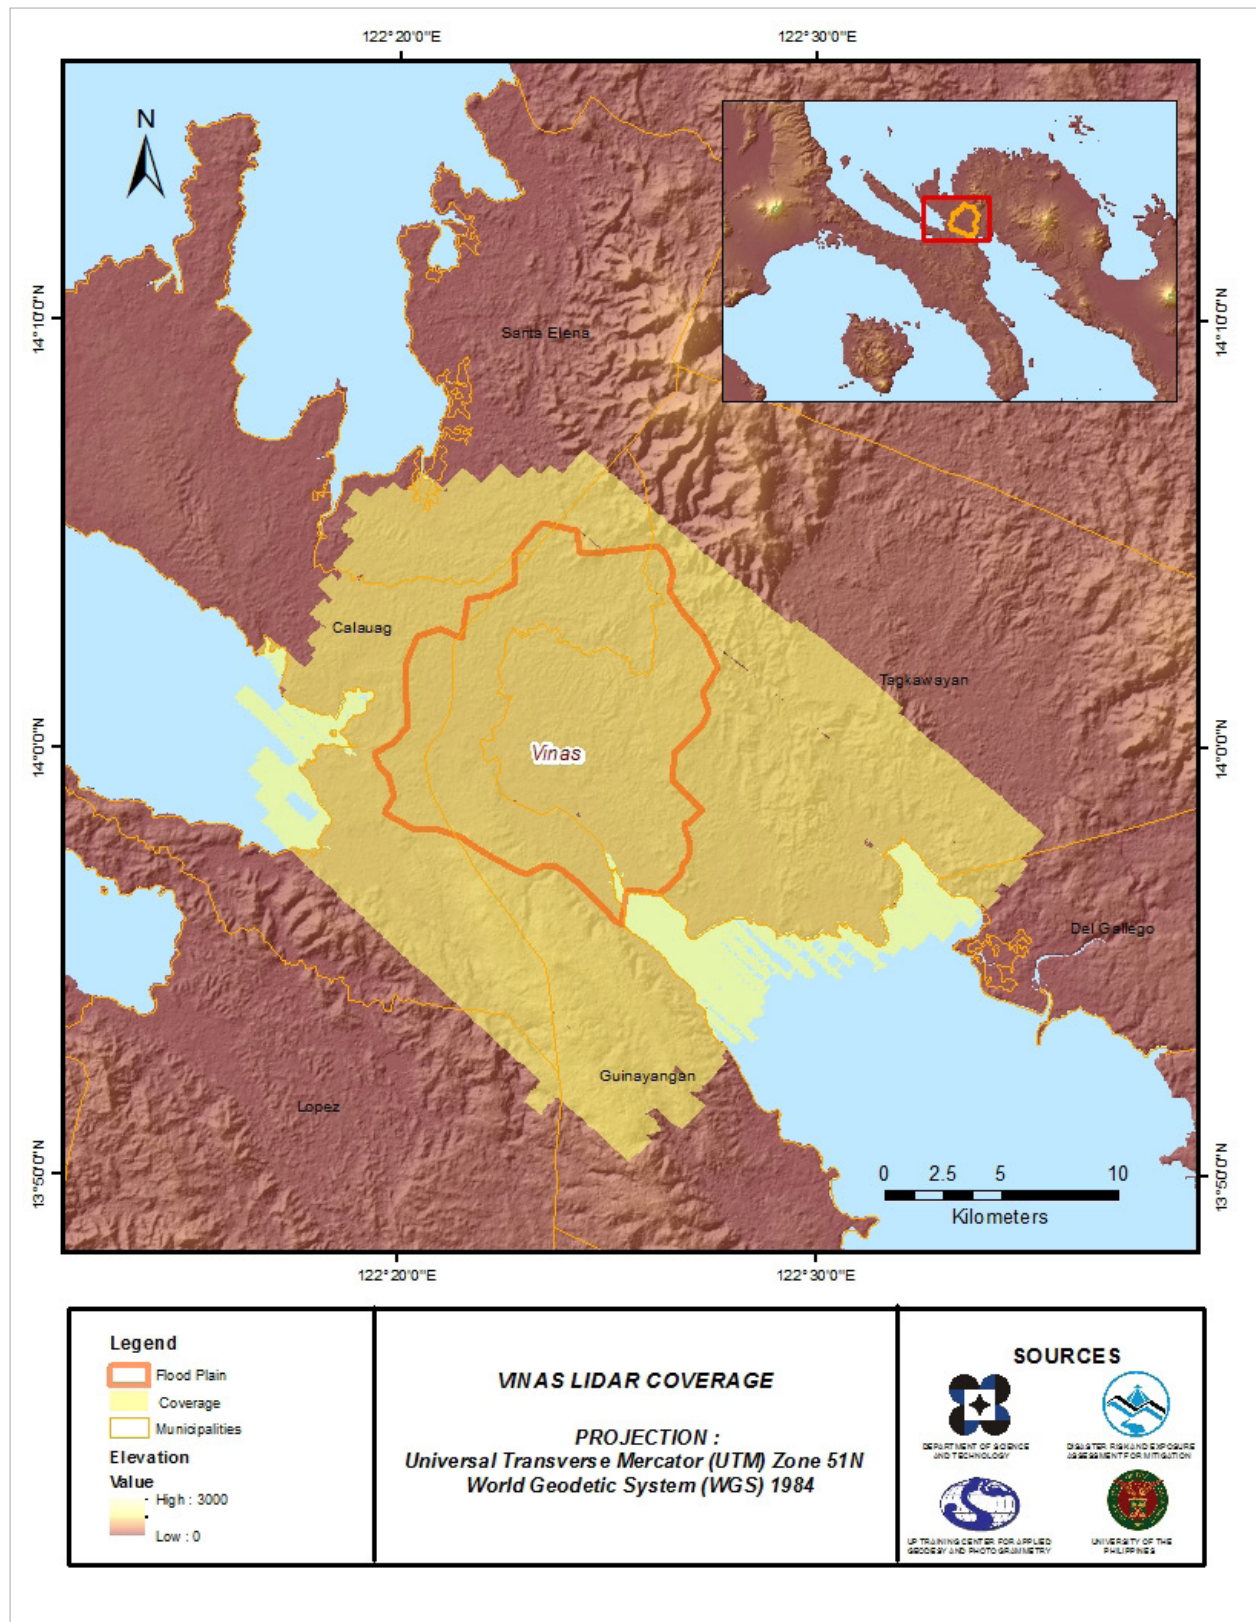 122°20'0"E
122°30'0"E
N
14°10'0"N
14°10'0"N
Santa Elena
Calauag
Tagkawayan
14°0'0"N
14°0'0"N
Vinas
Del Gallego
Guinayangan
Lopez
13°50'0"N
13°50'0"N
0 2.5 5 10
Kilometers
122°20'0"E
122°30'0"E
Legend
Flood Plain
Coverage
Municipalities
Elevation
Value
High : 3000
Low : 0
VINAS LIDAR COVERAGE
PROJECTION :
Universal Transverse Mercator (UTM) Zone 51N
World Geodetic System (WGS) 1984
SOURCES
DEPARTMENT OF SCIENCE
AND TECHNOLOGY
DISASTER RISK AND EXPOSURE
ASSESSMENT FOR MITIGATION
UP TRAINING CENTER FOR APPLIED
GEODESY AND PHOTOGRAMMETRY
UNIVERSITY OF THE
PHILIPPINES